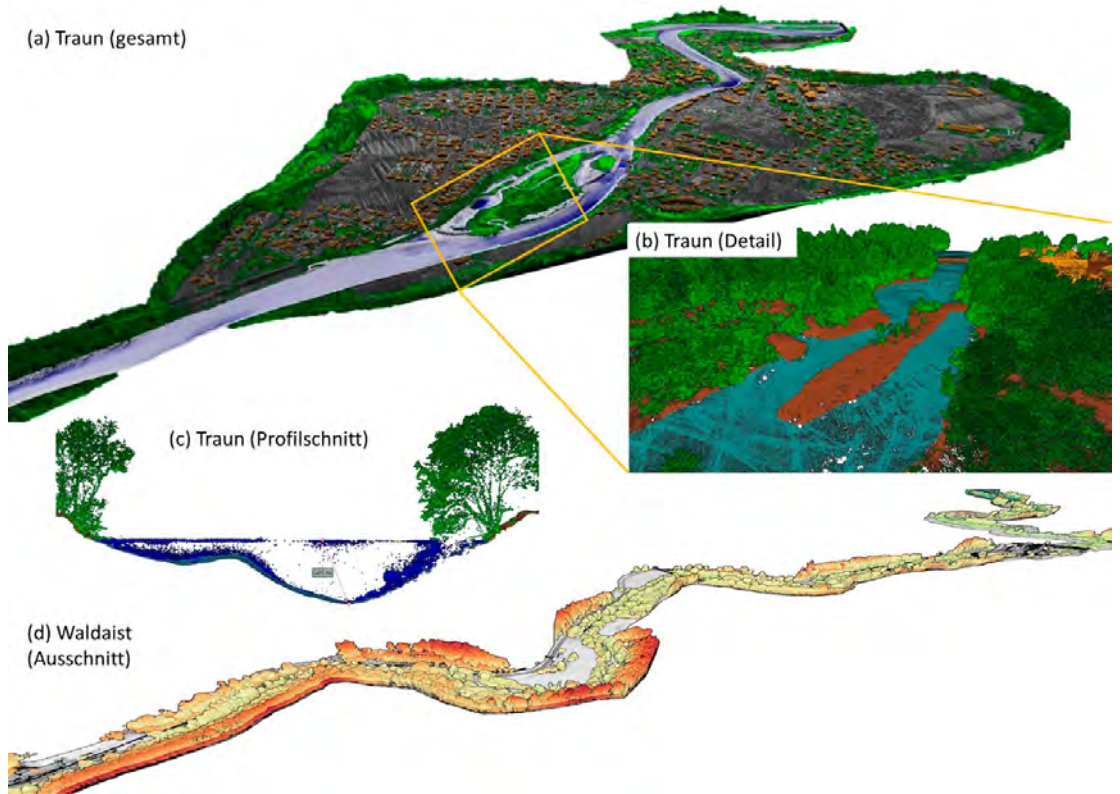 (a) Traun (gesamt)
(b) Traun (Detail)
(c) Traun (Profilschnitt)
(d) Waldaist
(Ausschnitt)